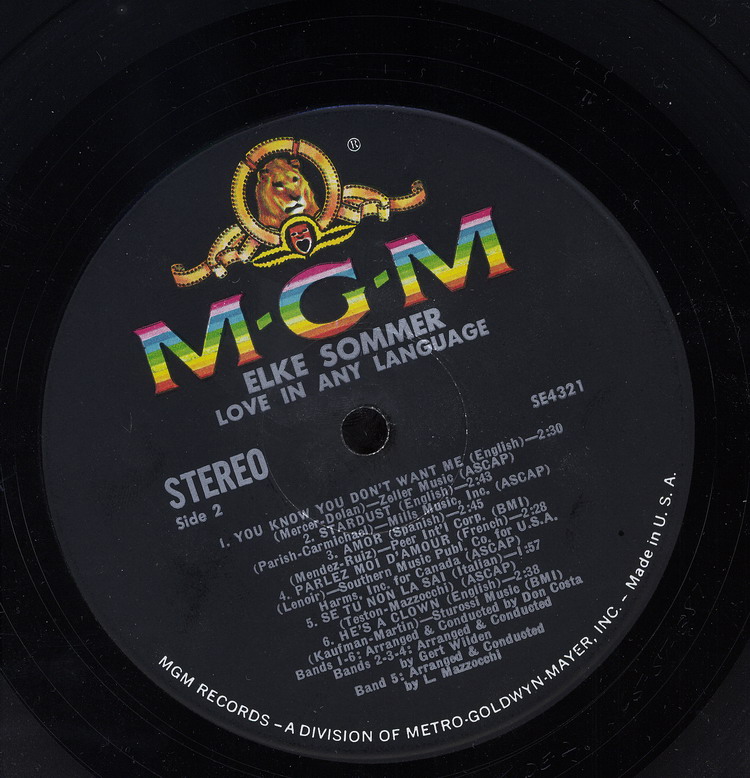 ®
M·G·M
ELKE SOMMER
LOVE IN ANY LANGUAGE
SE4321
STEREO
Side 2
1. YOU KNOW YOU DON'T WANT ME (English)—2:30
(Mercer-Dolan)—Zeller Music (ASCAP)
2. STARDUST (English)—2:43
(Parish-Carmichael)—Mills Music, Inc. (ASCAP)
3. AMOR (Spanish)—2:45
(Mendez-Ruiz)—Peer Int'l Corp. (BMI)
4. PARLEZ MOI D'AMOUR (French)—2:28
(Lenoir)—Southern Music Publ. Co. for U.S.A.
Harms, Inc. for Canada (ASCAP)
5. SE TU NON LA SAI (Italian)—1:57
(Teston-Mazzocchi) (ASCAP)
6. HE'S A CLOWN (English)—2:38
(Kaufman-Martin)—Sturossi Music (BMI)
Bands 1-6: Arranged & Conducted by Don Costa
Bands 2-3-4: Arranged & Conducted
by Gert Wilden
Band 5: Arranged & Conducted
by L. Mazzocchi
MGM RECORDS – A DIVISION OF METRO-GOLDWYN-MAYER, INC. – Made in U. S. A.